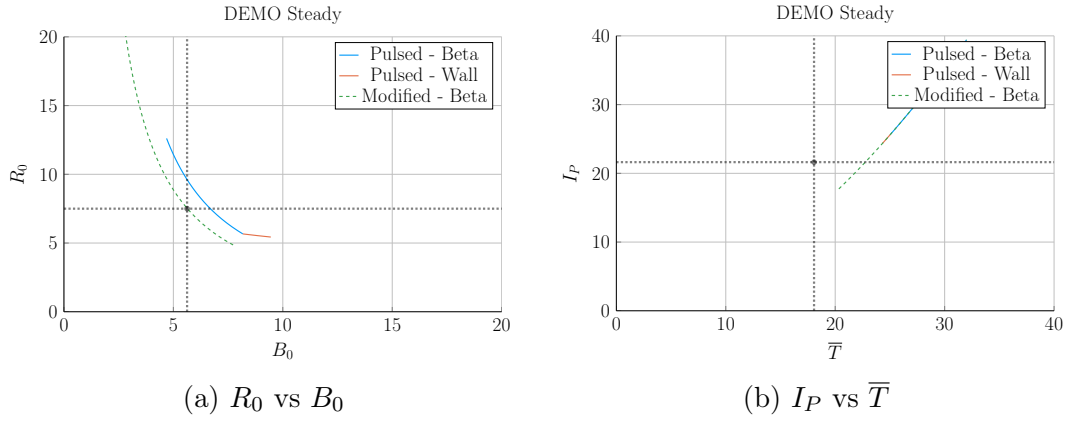 DEMO Steady
20
15
10
5
0
R₀
0 5 10 15 20
B₀
Pulsed - Beta
Pulsed - Wall
Modified - Beta
(a) R₀ vs B₀
DEMO Steady
40
30
20
10
0
I_P
0 10 20 30 40
T̅
Pulsed - Beta
Pulsed - Wall
Modified - Beta
(b) I_P vs T̅